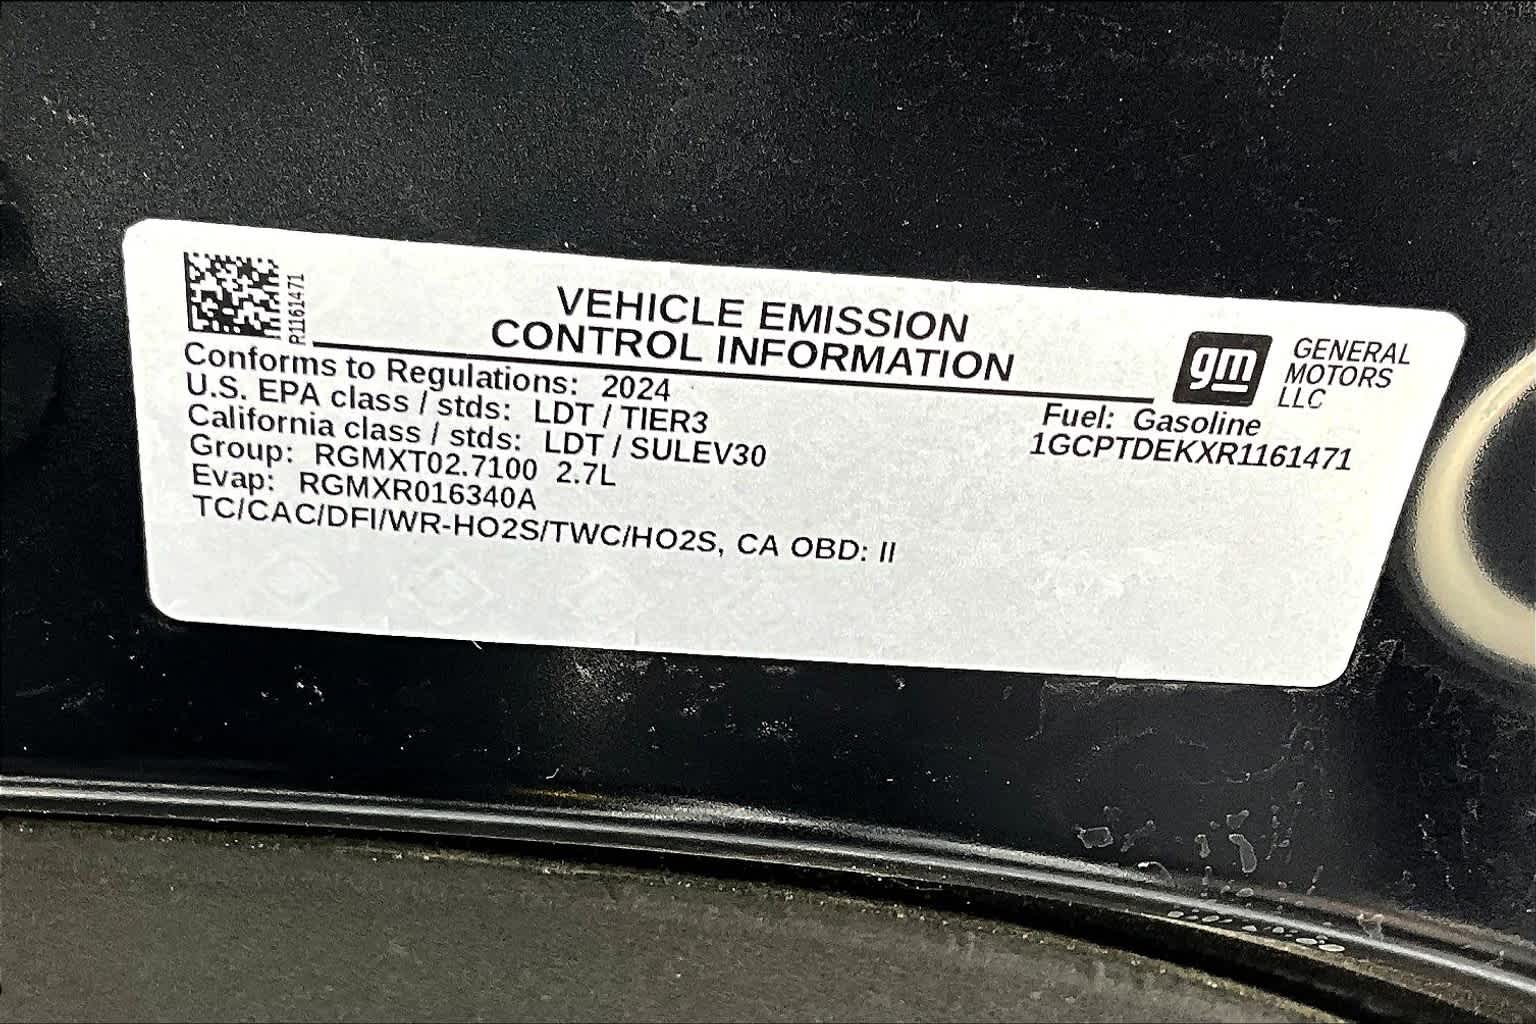 R1161471
VEHICLE EMISSION
CONTROL INFORMATION
gm
GENERAL
MOTORS
LLC
Conforms to Regulations: 2024
U.S. EPA class / stds: LDT / TIER3
California class / stds: LDT / SULEV30
Group: RGMXT02.7100 2.7L
Evap: RGMXR016340A
TC/CAC/DFI/WR-HO2S/TWC/HO2S, CA OBD: II
Fuel: Gasoline
1GCPTDEKXR1161471